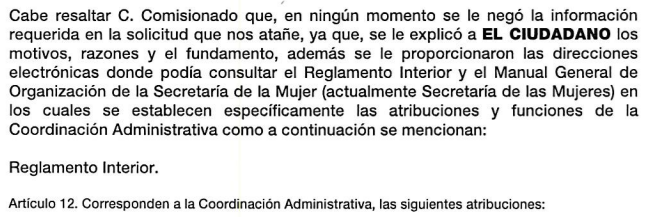 Cabe resaltar C. Comisionado que, en ningún momento se le negó la información
requerida en la solicitud que nos atañe, ya que, se le explicó a EL CIUDADANO los
motivos, razones y el fundamento, además se le proporcionaron las direcciones
electrónicas donde podía consultar el Reglamento Interior y el Manual General de
Organización de la Secretaría de la Mujer (actualmente Secretaría de las Mujeres) en
los cuales se establecen específicamente las atribuciones y funciones de la
Coordinación Administrativa como a continuación se mencionan:
Reglamento Interior.
Artículo 12. Corresponden a la Coordinación Administrativa, las siguientes atribuciones: